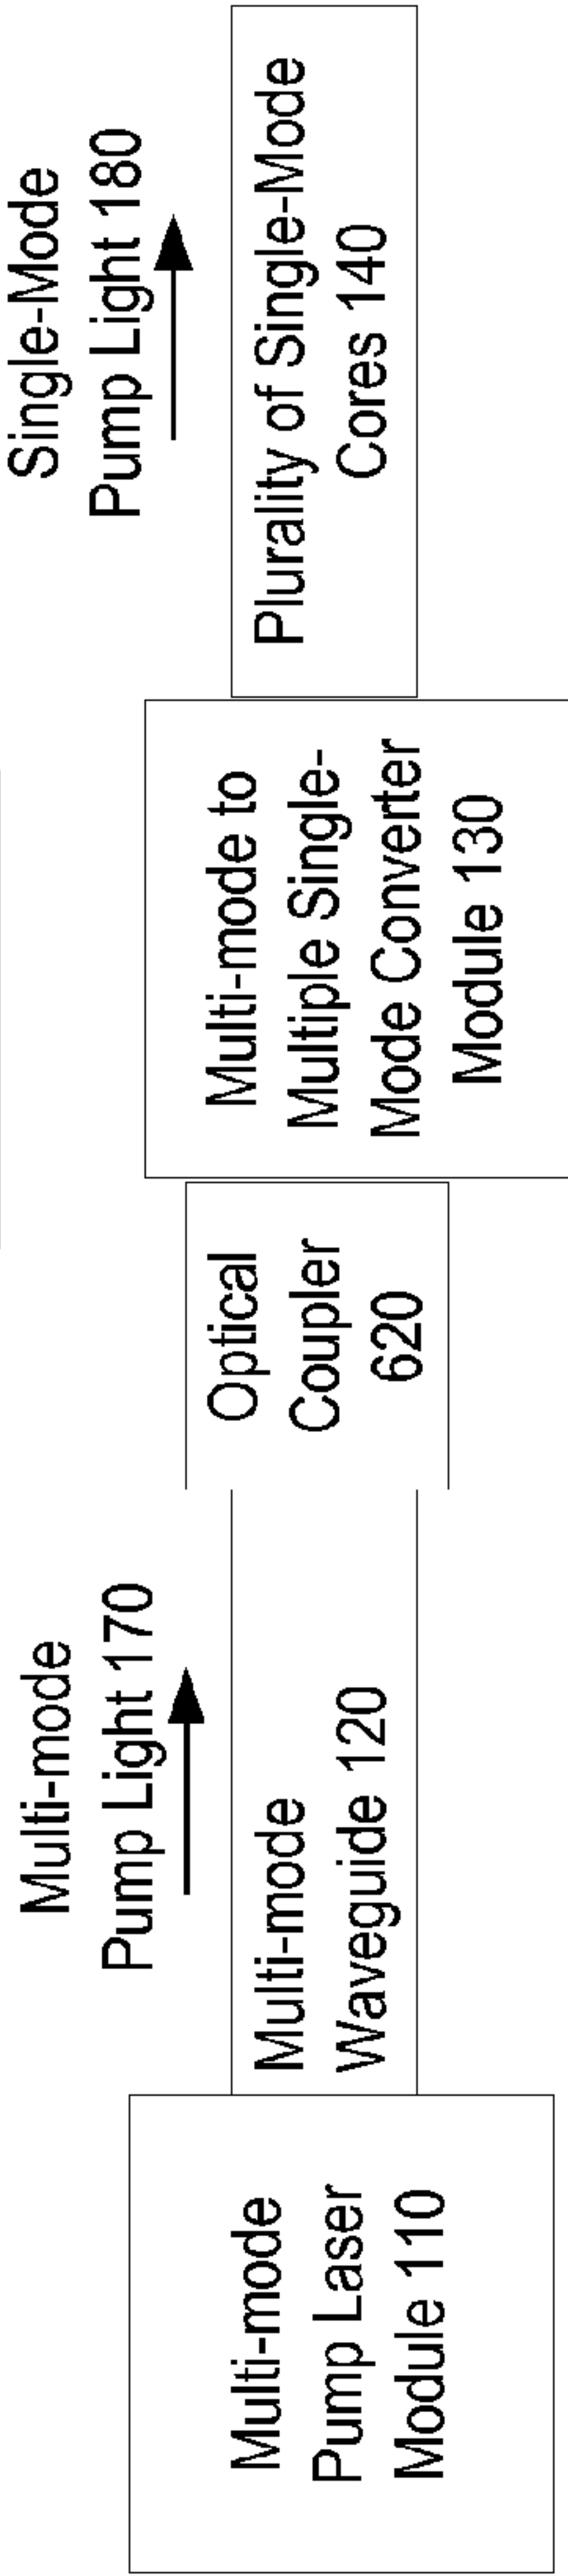 Multi-mode
Pump Light 170
Single-Mode
Pump Light 180
Multi-mode
Pump Laser
Module 110
Multi-mode
Waveguide 120
Optical
Coupler
620
Multi-mode to
Multiple Single-
Mode Converter
Module 130
Plurality of Single-Mode
Cores 140